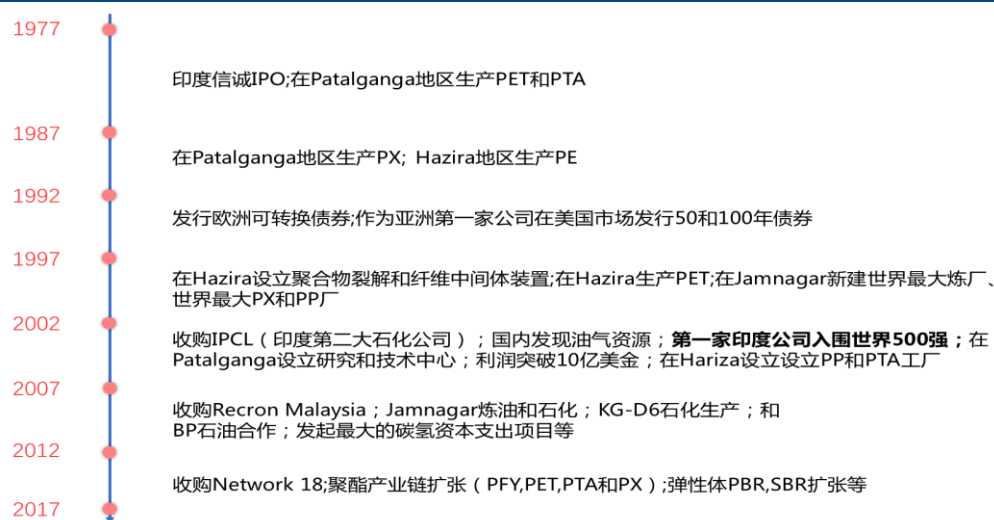 1977
印度信诚IPO;在Patalganga地区生产PET和PTA
1987
在Patalganga地区生产PX; Hazira地区生产PE
1992
发行欧洲可转换债券;作为亚洲第一家公司在美国市场发行50和100年债券
1997
在Hazira设立聚合物裂解和纤维中间体装置;在Hazira生产PET;在Jamnagar新建世界最大炼厂、
世界最大PX和PP厂
2002
收购IPCL（印度第二大石化公司）；国内发现油气资源；第一家印度公司入围世界500强；在
Patalganga设立研究和技术中心；利润突破10亿美金；在Hariza设立设立PP和PTA工厂
2007
收购Recron Malaysia；Jamnagar炼油和石化；KG-D6石化生产；和
BP石油合作；发起最大的碳氢资本支出项目等
2012
收购Network 18;聚酯产业链扩张（PFY,PET,PTA和PX）;弹性体PBR,SBR扩张等
2017